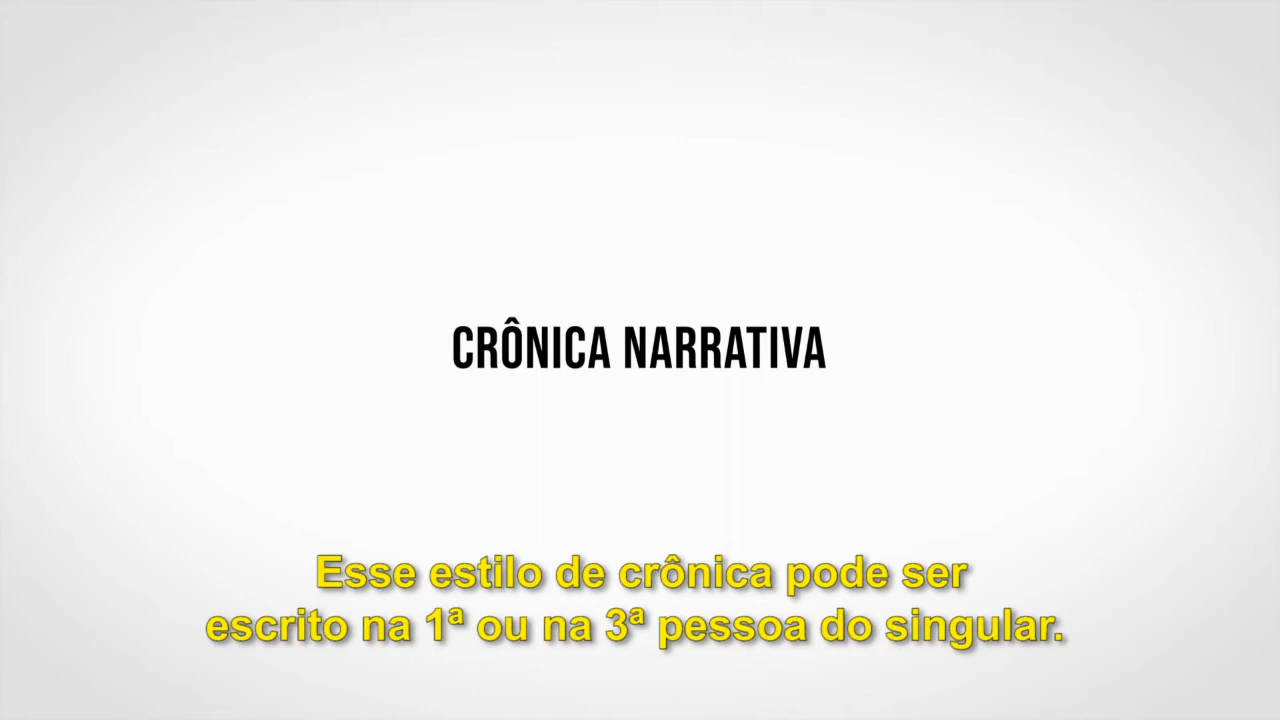 CRÔNICA NARRATIVA
Esse estilo de crônica pode ser
escrito na 1ª ou na 3ª pessoa do singular.